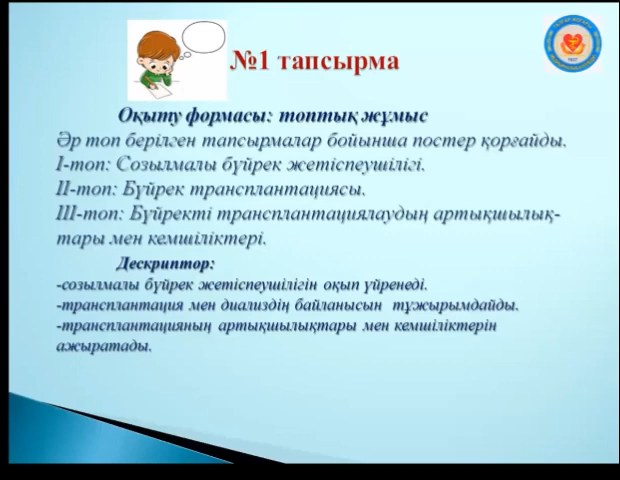 №1 тапсырма
Оқыту формасы: топтық жұмыс
Әр топ берілген тапсырмалар бойынша постер қорғайды.
І-топ: Созылмалы бүйрек жетіспеушілігі.
ІІ-топ: Бүйрек трансплантациясы.
ІІІ-топ: Бүйректі трансплантациялаудың артықшылық-
тары мен кемшіліктері.
Дескриптор:
-созылмалы бүйрек жетіспеушілігін оқып үйренеді.
-трансплантация мен диализдің байланысын тұжырымдайды.
-трансплантацияның артықшылықтары мен кемшіліктерін
ажыратады.